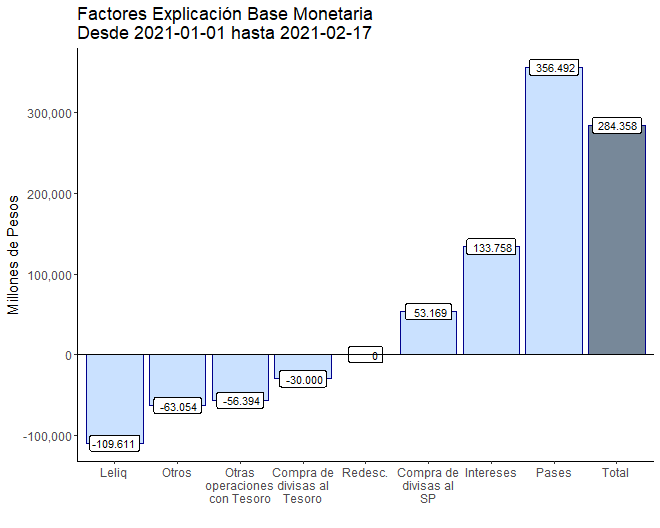 Factores Explicación Base Monetaria
Desde 2021-01-01 hasta 2021-02-17
Millones de Pesos
300,000
200,000
100,000
0
-100,000
-109.611
-63.054
-56.394
-30.000
0
53.169
133.758
356.492
284.358
Leliq
Otros
Otras
operaciones
con Tesoro
Compra de
divisas al
Tesoro
Redesc.
Compra de
divisas al
SP
Intereses
Pases
Total